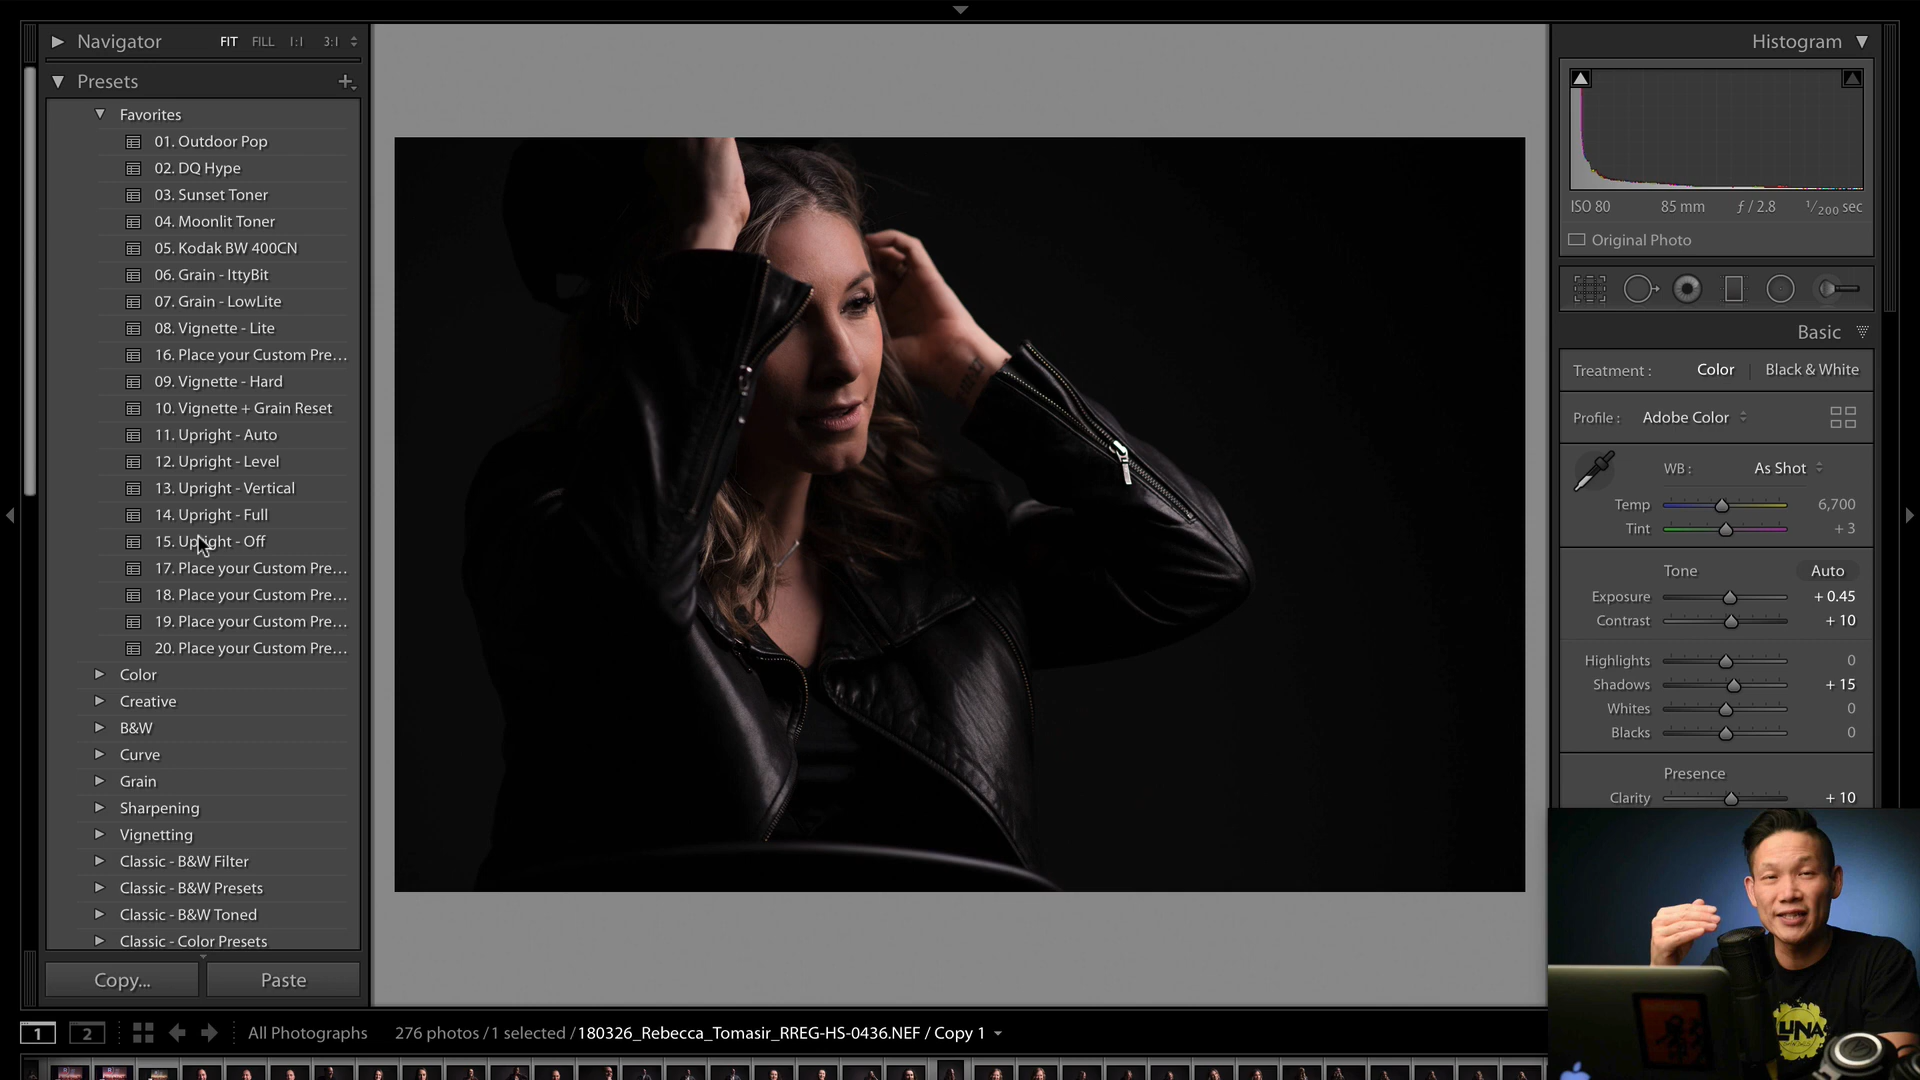 Navigator FIT FILL 1:1 3:1
Presets
Favorites
01. Outdoor Pop
02. DQ Hype
03. Sunset Toner
04. Moonlit Toner
05. Kodak BW 400CN
06. Grain - IttyBit
07. Grain - LowLite
08. Vignette - Lite
16. Place your Custom Pre...
09. Vignette - Hard
10. Vignette + Grain Reset
11. Upright - Auto
12. Upright - Level
13. Upright - Vertical
14. Upright - Full
15. Upright - Off
17. Place your Custom Pre...
18. Place your Custom Pre...
19. Place your Custom Pre...
20. Place your Custom Pre...
Color
Creative
B&W
Curve
Grain
Sharpening
Vignetting
Classic - B&W Filter
Classic - B&W Presets
Classic - B&W Toned
Classic - Color Presets
Copy... Paste
1 2 All Photographs 276 photos / 1 selected / 180326_Rebecca_Tomasir_RREG-HS-0436.NEF / Copy 1
Histogram
ISO 80 85 mm ƒ / 2.8 1/200 sec
Original Photo
Basic
Treatment : Color Black & White
Profile : Adobe Color
WB : As Shot
Temp 6,700
Tint + 3
Tone Auto
Exposure + 0.45
Contrast + 10
Highlights 0
Shadows + 15
Whites 0
Blacks 0
Presence
Clarity + 10